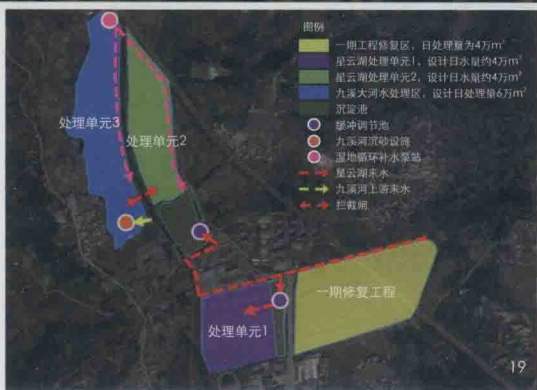 图例
一期工程修复区，日处理量为4万m³
星云湖处理单元1，设计日水量约4万m³
星云湖处理单元2，设计日水量约4万m³
九溪大河水处理区，设计日处理量6万m³
沉淀池
缓冲调节池
九溪河沉砂设施
湿地循环补水泵站
星云湖来水
九溪河上游来水
拦截闸
处理单元3
处理单元2
一期修复工程
处理单元1
19